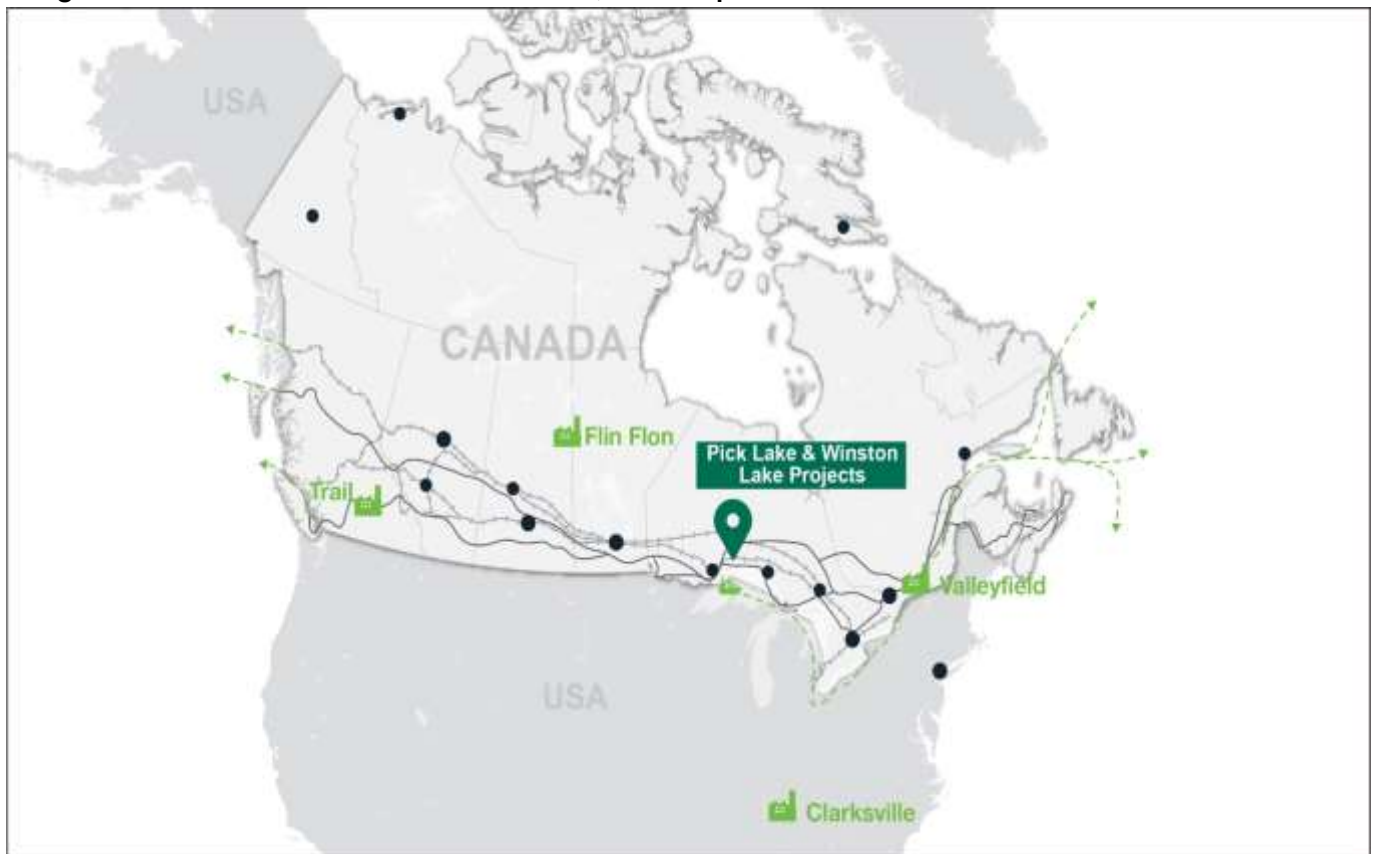 USA
CANADA
Flin Flon
Pick Lake & Winston
Lake Projects
Trail
Valleyfield
USA
Clarksville